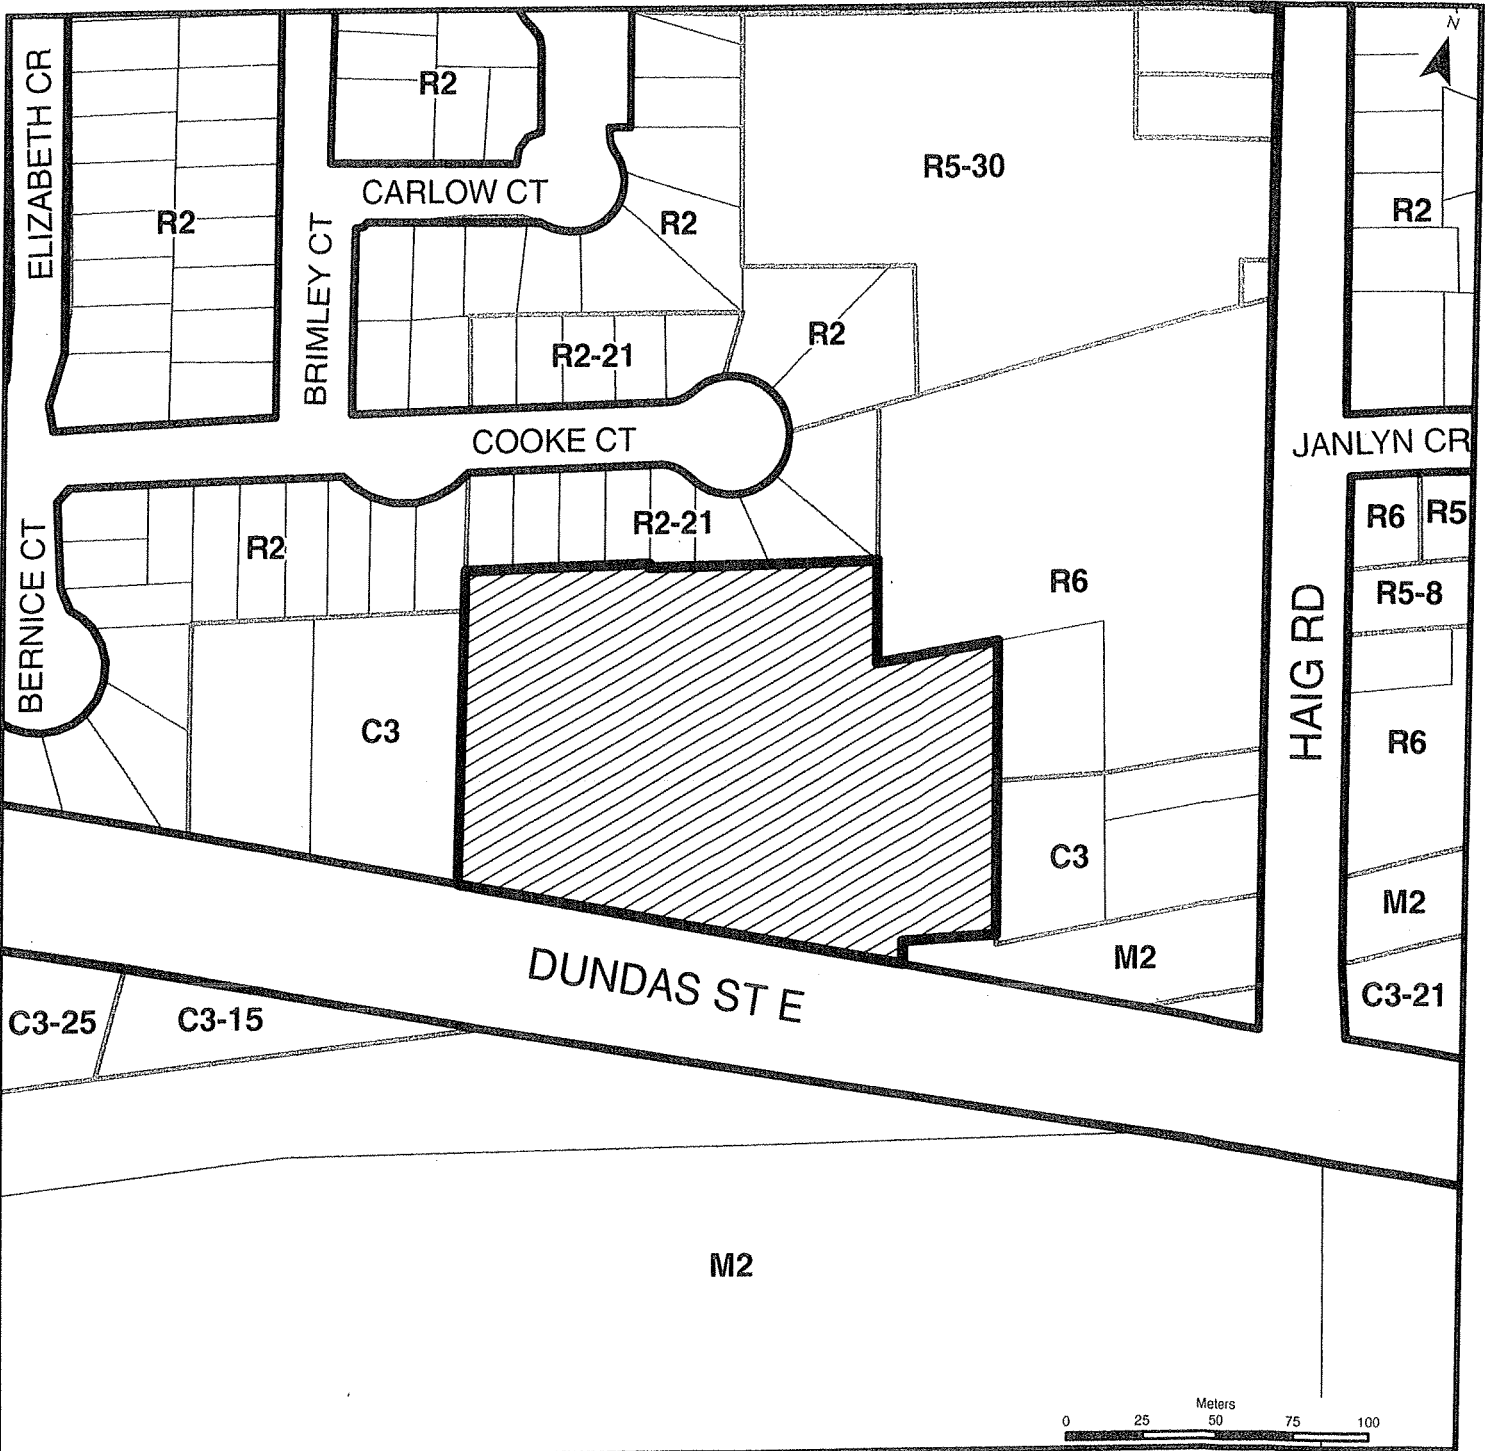 N
ELIZABETH CR
R2
R5-30
CARLOW CT
R2
R2
R2
BRIMLEY CT
R2
R2-21
COOKE CT
JANLYN CR
R6
R5
R2-21
R2
BERNICE CT
R6
R5-8
HAIG RD
C3
R6
C3
M2
M2
DUNDAS ST E
C3-21
C3-25
C3-15
M2
Meters
0 25 50 75 100